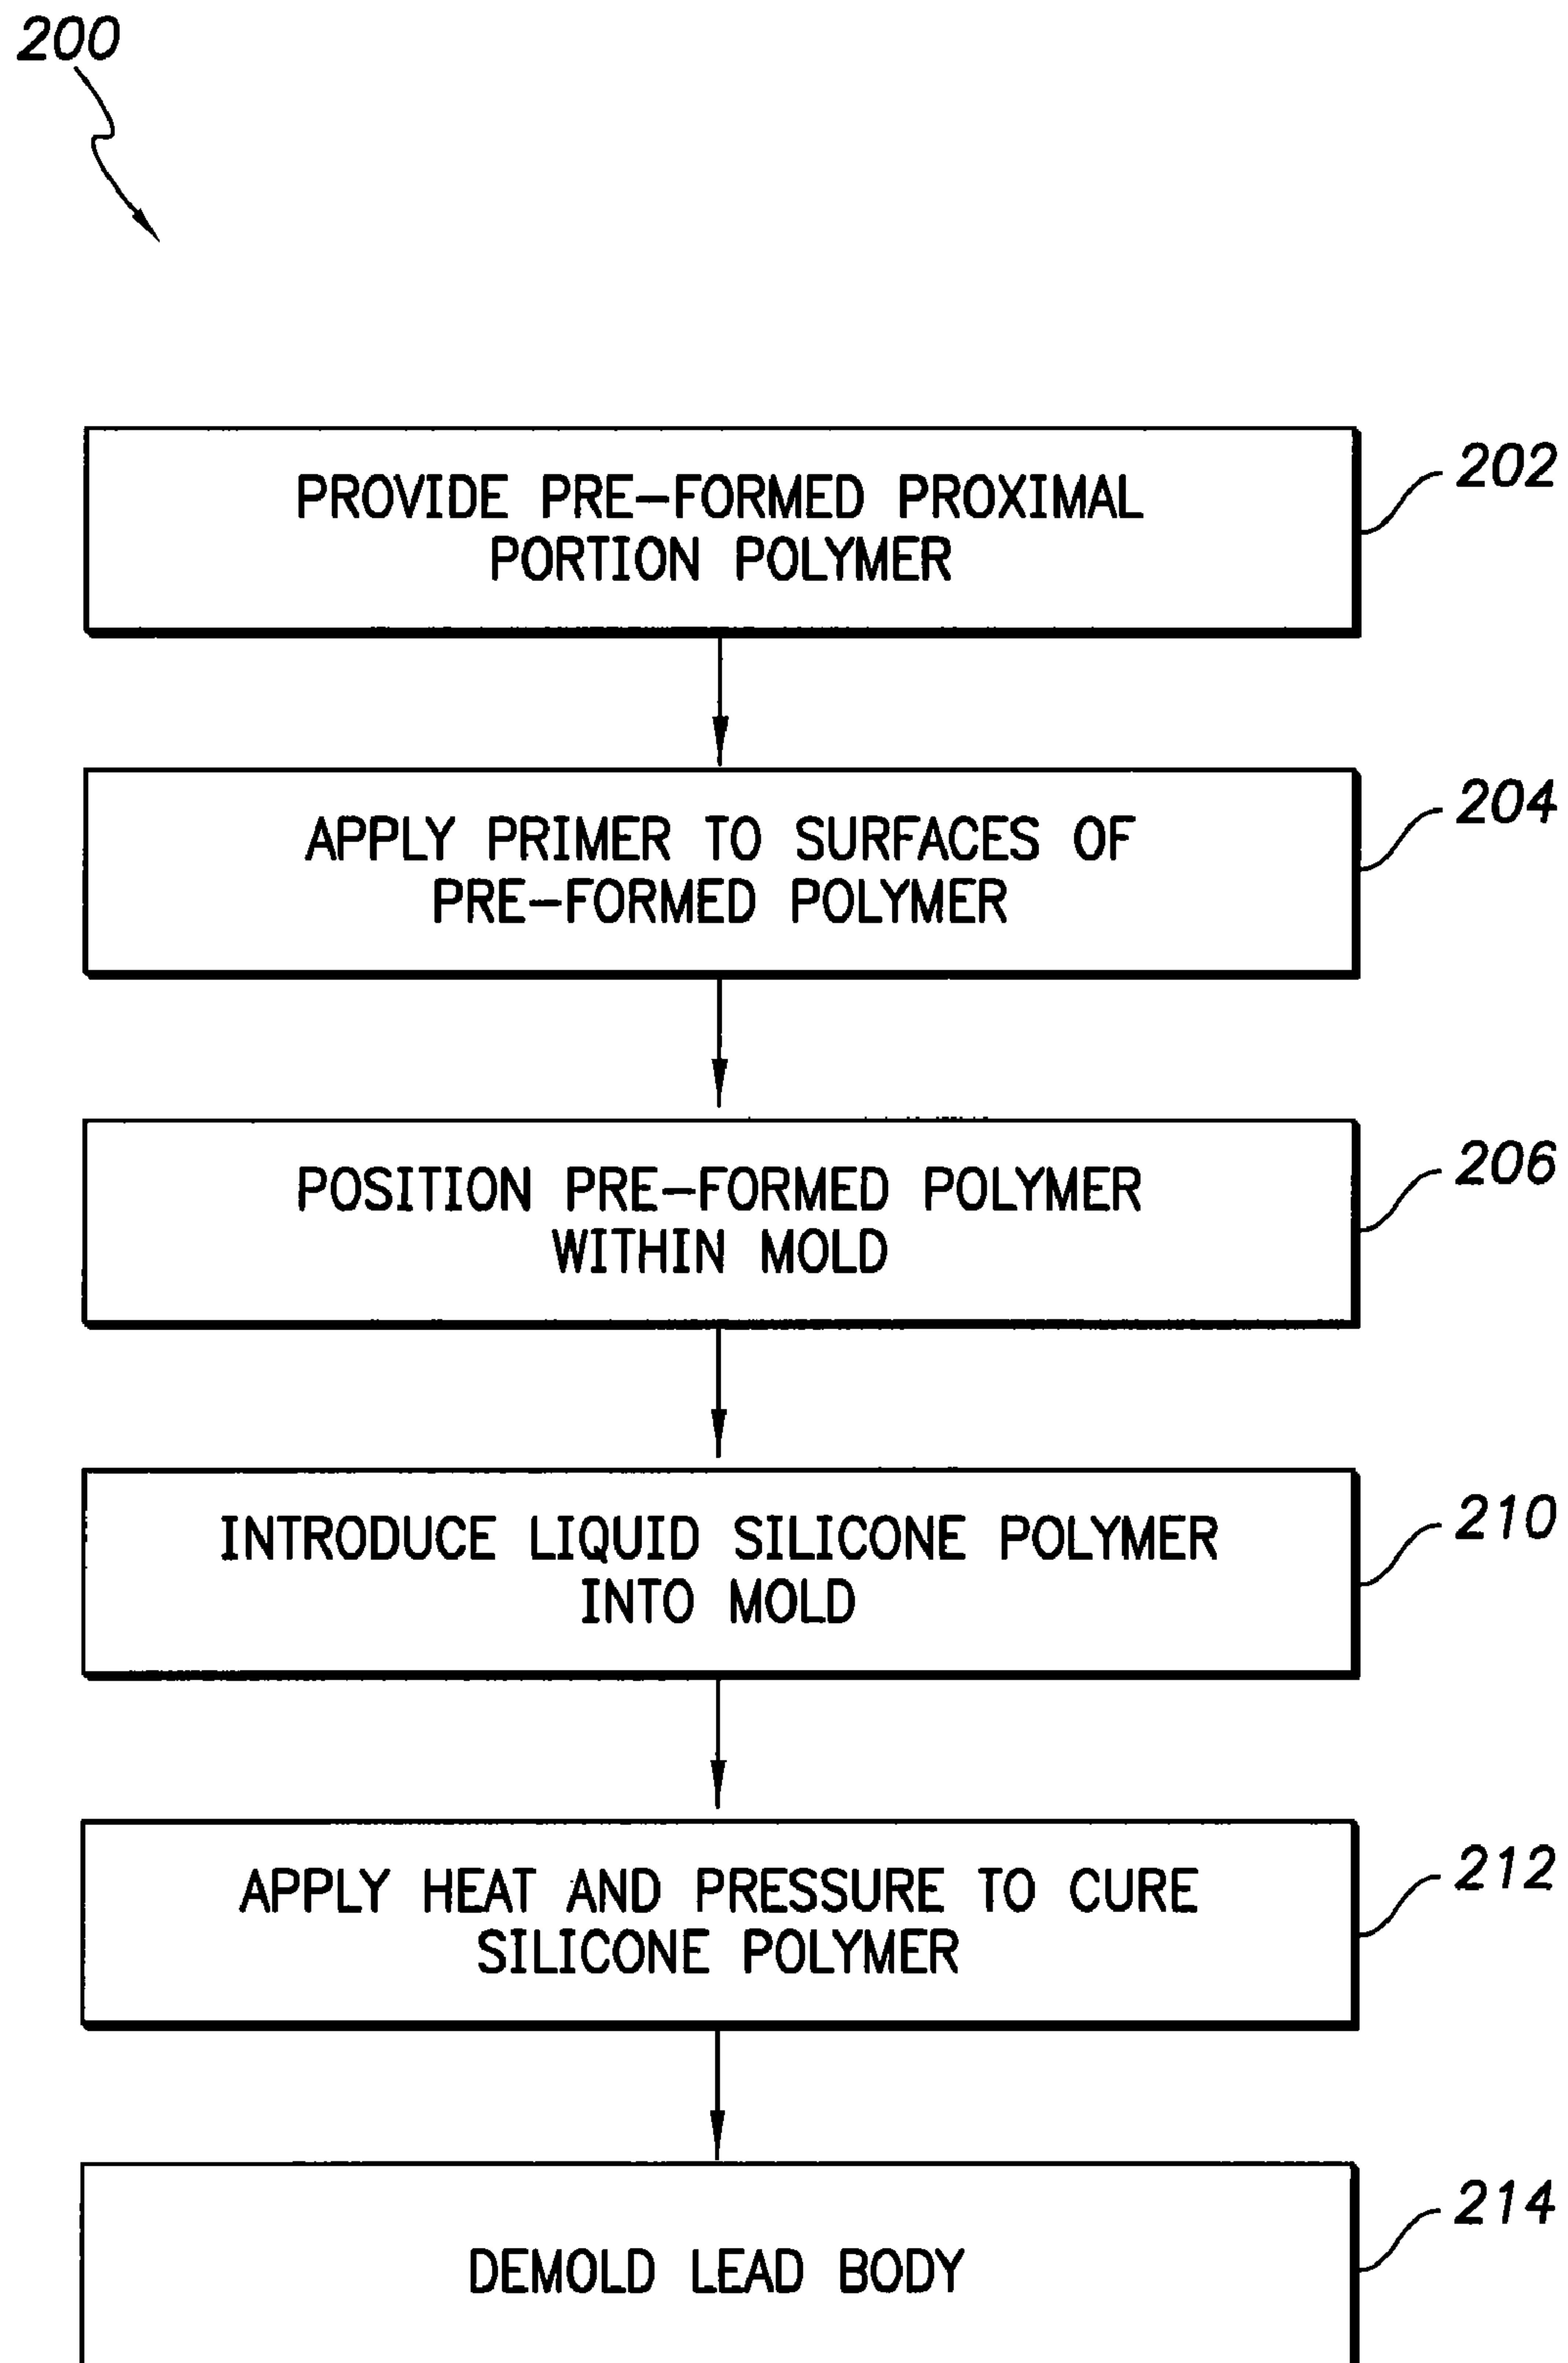 200
PROVIDE PRE-FORMED PROXIMAL
PORTION POLYMER
202
APPLY PRIMER TO SURFACES OF
PRE-FORMED POLYMER
204
POSITION PRE-FORMED POLYMER
WITHIN MOLD
206
INTRODUCE LIQUID SILICONE POLYMER
INTO MOLD
210
APPLY HEAT AND PRESSURE TO CURE
SILICONE POLYMER
212
DEMOLD LEAD BODY
214